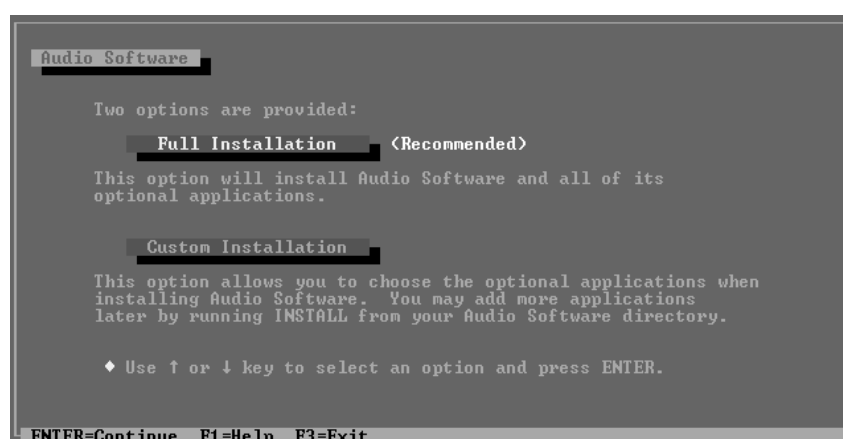 Audio Software
Two options are provided:
Full Installation (Recommended)
This option will install Audio Software and all of its
optional applications.
Custom Installation
This option allows you to choose the optional applications when
installing Audio Software. You may add more applications
later by running INSTALL from your Audio Software directory.
♦ Use ↑ or ↓ key to select an option and press ENTER.
ENTER=Continue F1=Help F3=Exit